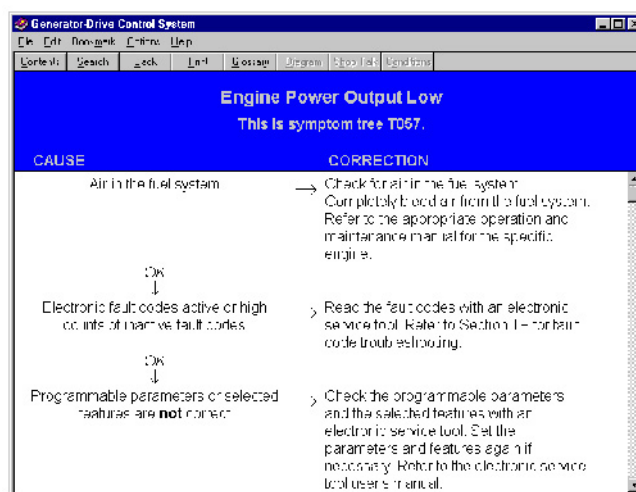 Generator-Drive Control System
File Edit Bookmark Options Help
Contents Search Back Print Glossary Diagram Shop Talk Conditions
Engine Power Output Low
This is symptom tree T057.
CAUSE CORRECTION
Air in the fuel system
Check for air in the fuel system.
Completely bleed air from the fuel system.
Refer to the appropriate operation and
maintenance manual for the specific
engine.
OK
Electronic fault codes active or high
counts of inactive fault codes
Read the fault codes with an electronic
service tool. Refer to Section for fault
code troubleshooting.
OK
Programmable parameters or selected
features are not correct
Check the programmable parameters
and the selected features with an
electronic service tool. Set the
parameters and features again if
necessary. Refer to the electronic service
tool user's manual.